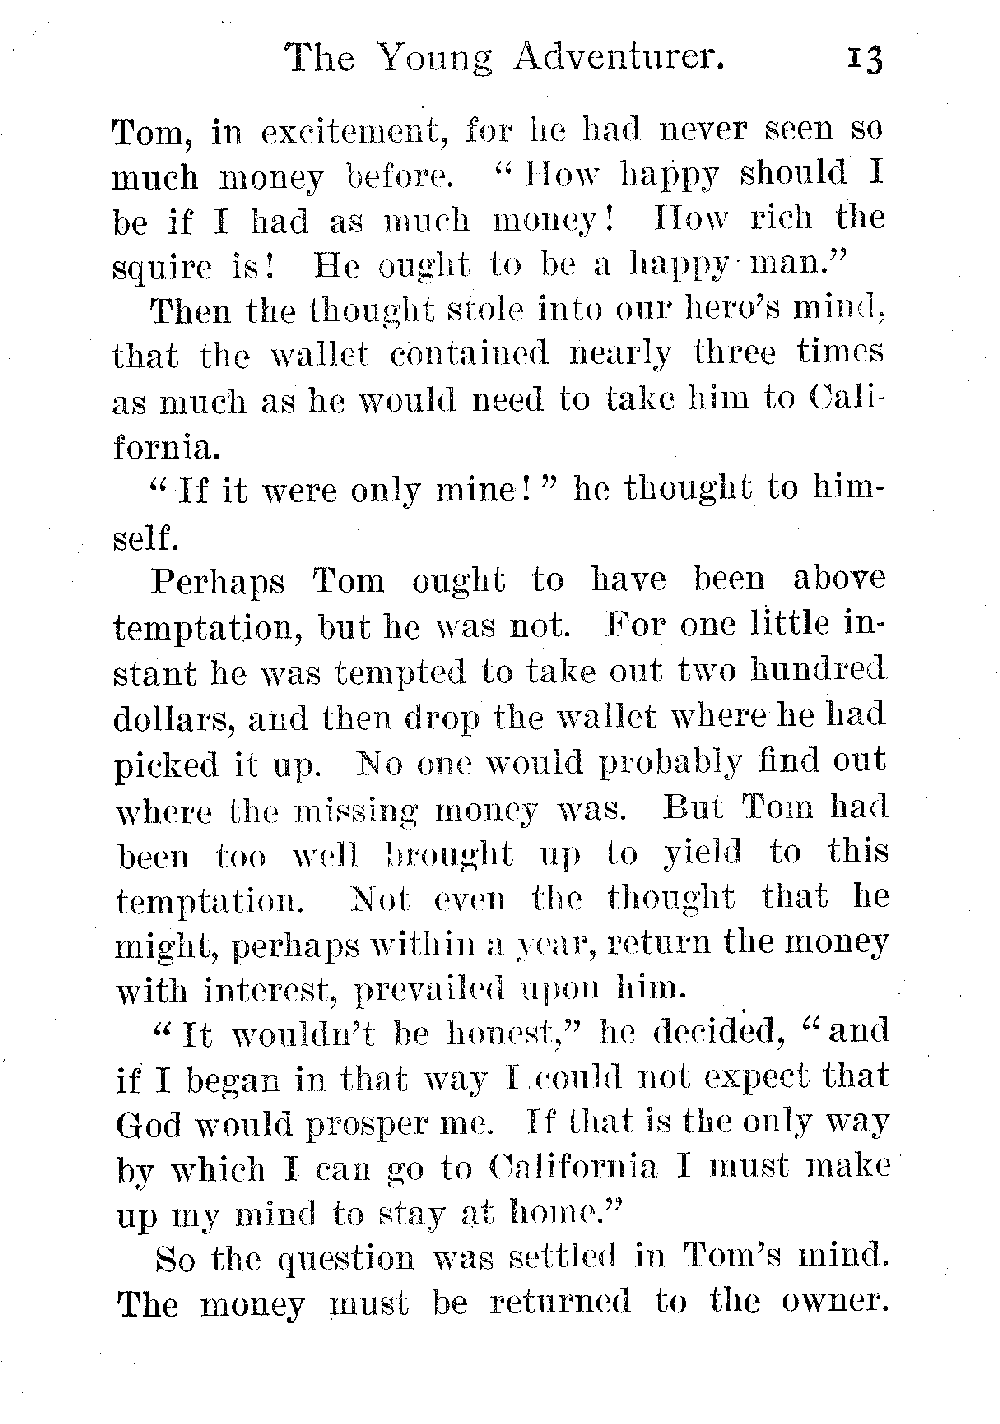 The Young Adventurer. 13
Tom, in excitement, for he had never seen so
much money before. “How happy should I
be if I had as much money! How rich the
squire is! He ought to be a happy man.”
Then the thought stole into our hero’s mind,
that the wallet contained nearly three times
as much as he would need to take him to Cali-
fornia.
“If it were only mine!” he thought to him-
self.
Perhaps Tom ought to have been above
temptation, but he was not. For one little in-
stant he was tempted to take out two hundred
dollars, and then drop the wallet where he had
picked it up. No one would probably find out
where the missing money was. But Tom had
been too well brought up to yield to this
temptation. Not even the thought that he
might, perhaps within a year, return the money
with interest, prevailed upon him.
“It wouldn’t be honest,” he decided, “and
if I began in that way I could not expect that
God would prosper me. If that is the only way
by which I can go to California I must make
up my mind to stay at home.”
So the question was settled in Tom’s mind.
The money must be returned to the owner.